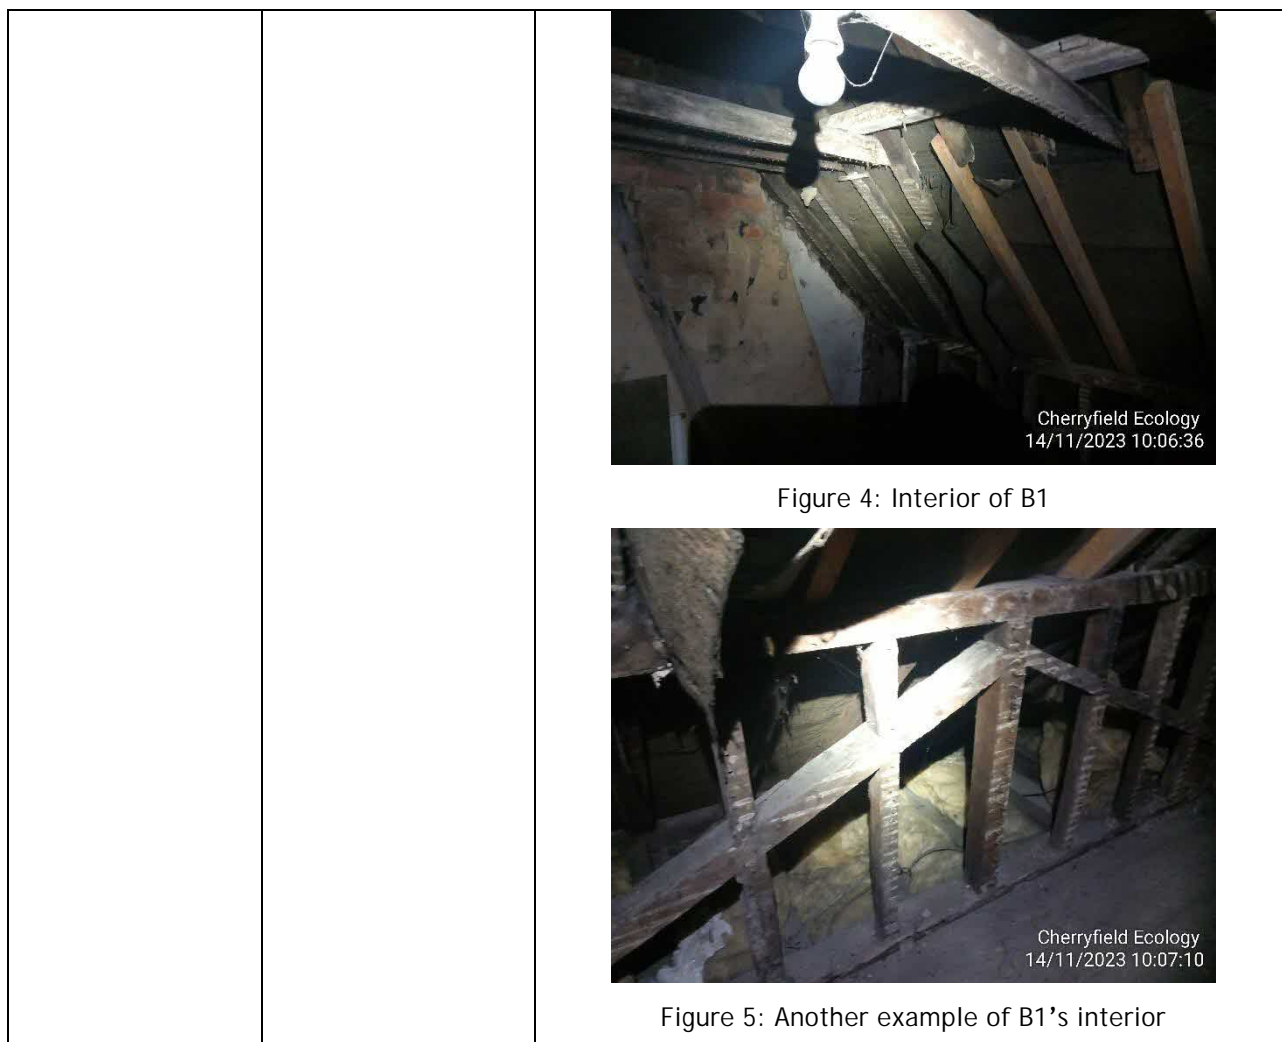 Cherryfield Ecology
14/11/2023 10:06:36
Figure 4: Interior of B1
Cherryfield Ecology
14/11/2023 10:07:10
Figure 5: Another example of B1's interior